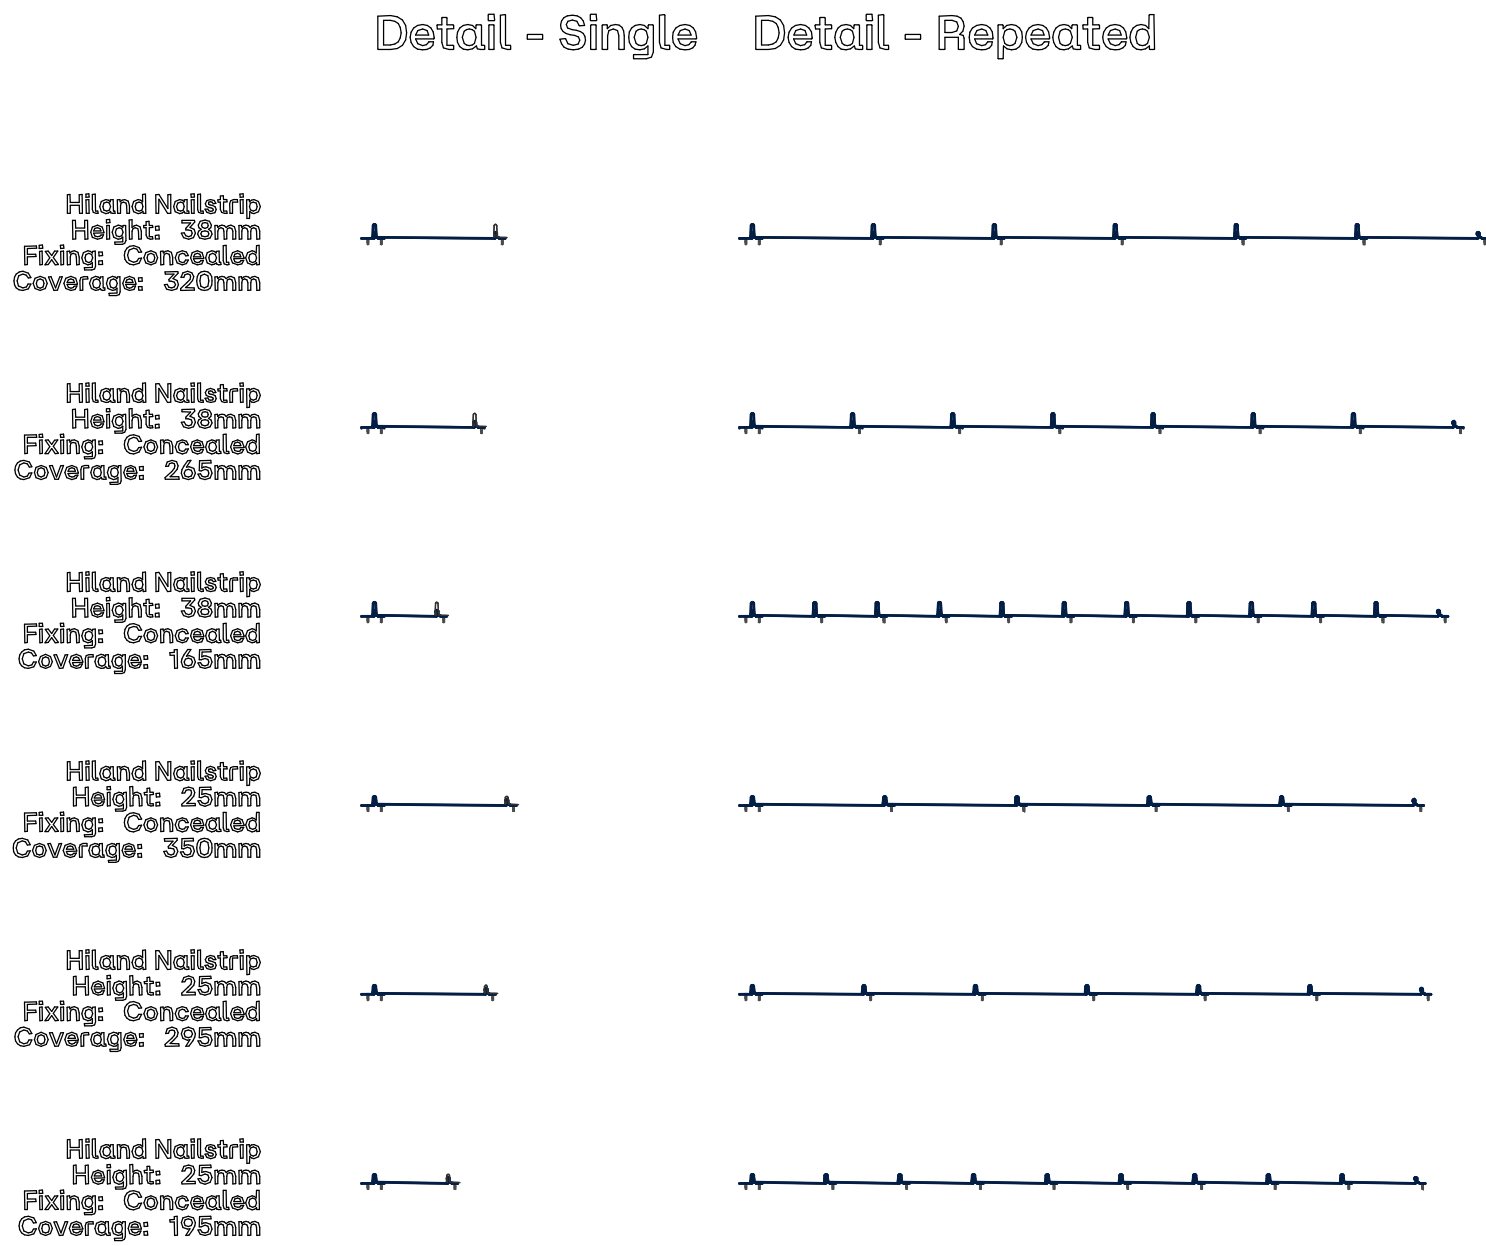 Detail - Single
Detail - Repeated
Hiland Nailstrip
Height: 38mm
Fixing: Concealed
Coverage: 320mm
Hiland Nailstrip
Height: 38mm
Fixing: Concealed
Coverage: 265mm
Hiland Nailstrip
Height: 38mm
Fixing: Concealed
Coverage: 165mm
Hiland Nailstrip
Height: 25mm
Fixing: Concealed
Coverage: 350mm
Hiland Nailstrip
Height: 25mm
Fixing: Concealed
Coverage: 295mm
Hiland Nailstrip
Height: 25mm
Fixing: Concealed
Coverage: 195mm